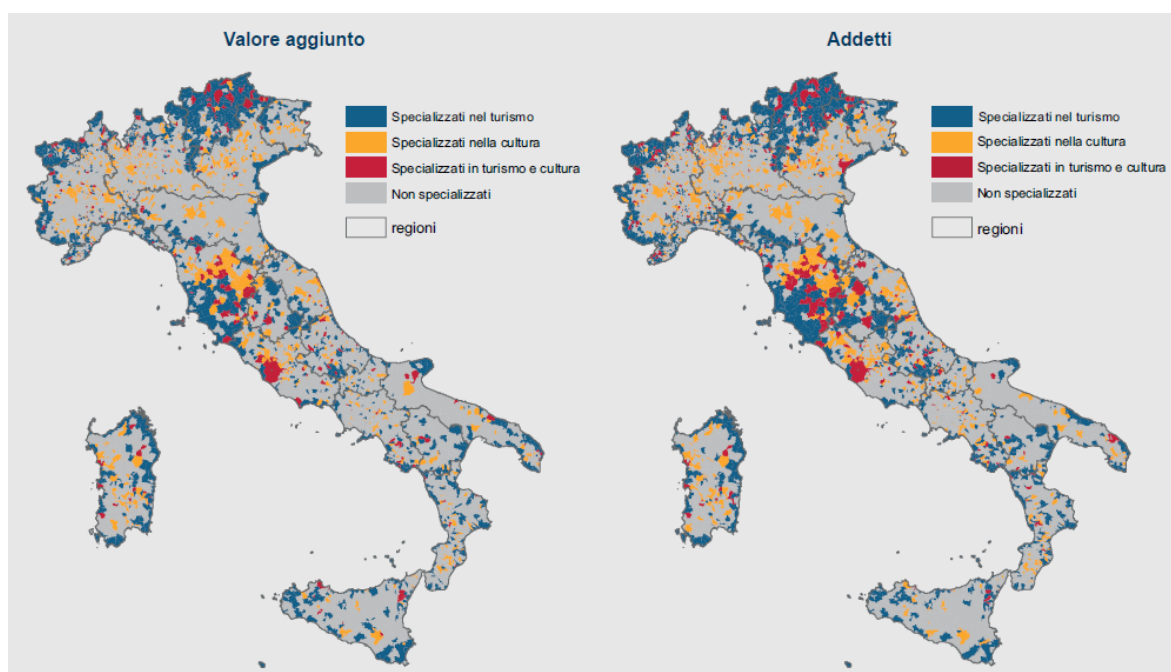 Valore aggiunto
Specializzati nel turismo
Specializzati nella cultura
Specializzati in turismo e cultura
Non specializzati
regioni
Addetti
Specializzati nel turismo
Specializzati nella cultura
Specializzati in turismo e cultura
Non specializzati
regioni